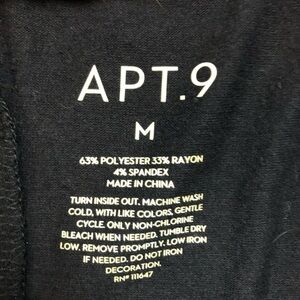 APT.9
M
63% POLYESTER 33% RAYON
4% SPANDEX
MADE IN CHINA
TURN INSIDE OUT. MACHINE WASH
COLD, WITH LIKE COLORS, GENTLE
CYCLE. ONLY NON-CHLORINE
BLEACH WHEN NEEDED. TUMBLE DRY
LOW. REMOVE PROMPTLY. LOW IRON
IF NEEDED. DO NOT IRON
DECORATION.
RNº 111647